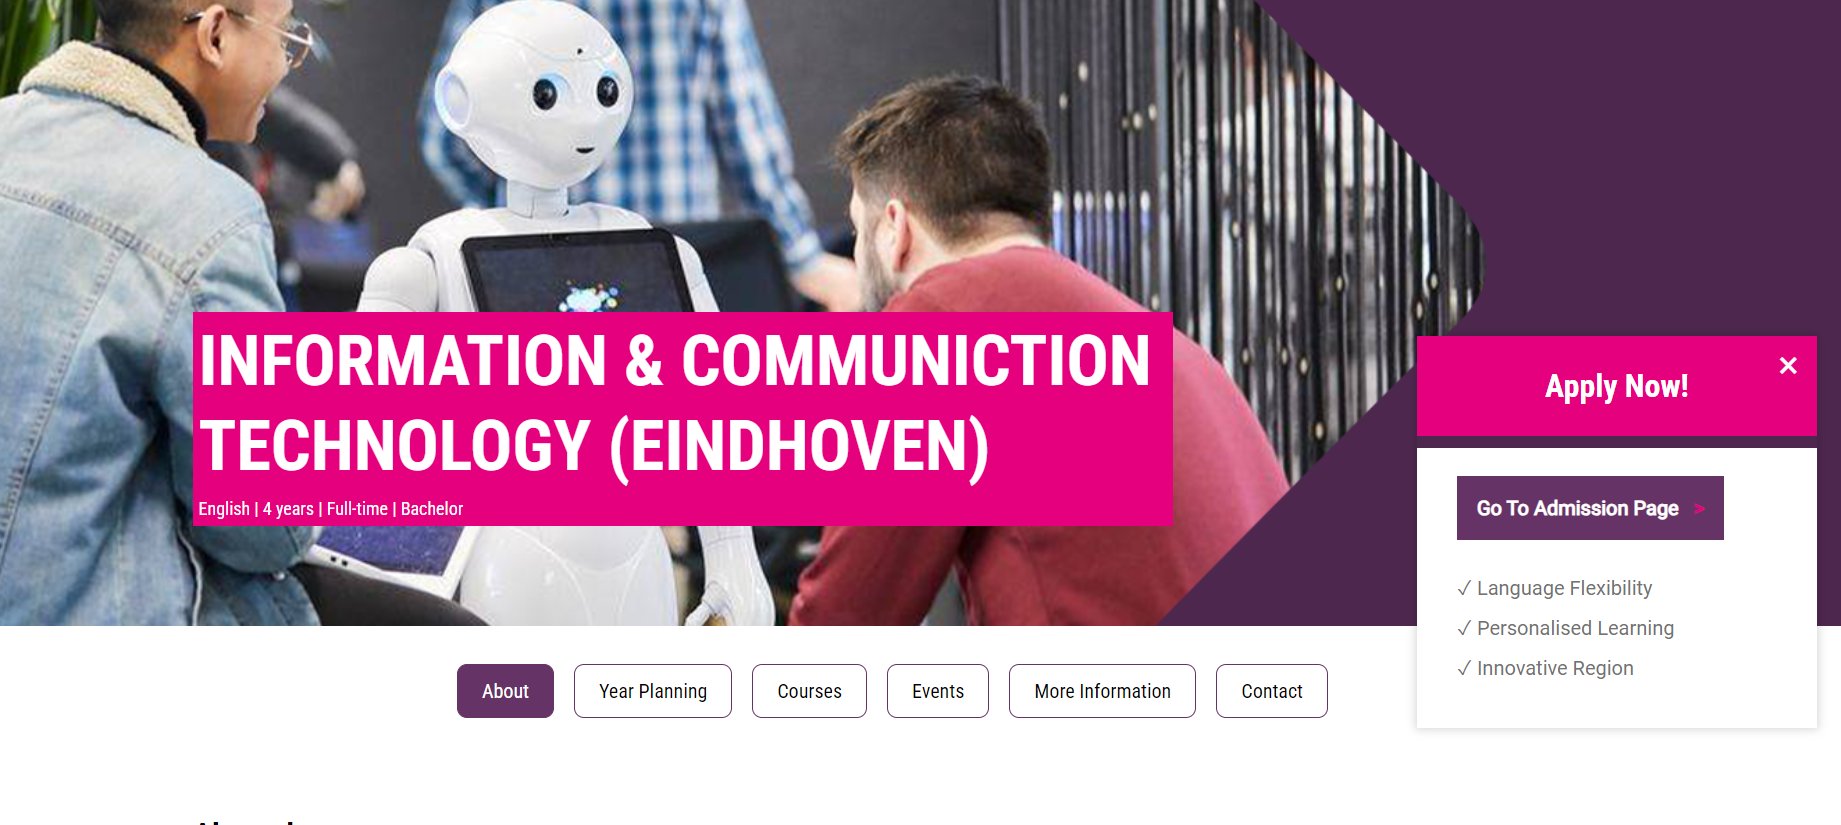 INFORMATION & COMMUNICTION
TECHNOLOGY (EINDHOVEN)
English | 4 years | Full-time | Bachelor
Apply Now!
×
Go To Admission Page >
✓ Language Flexibility
✓ Personalised Learning
✓ Innovative Region
About
Year Planning
Courses
Events
More Information
Contact